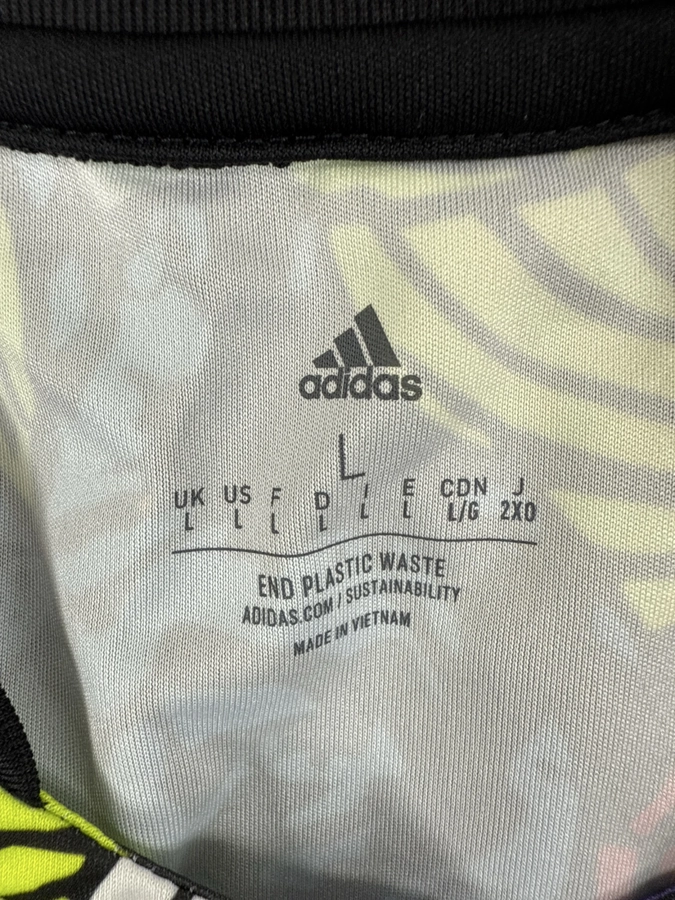 adidas
L
UK US F D I E CDN J
L L L L L L L/G 2XO
END PLASTIC WASTE
ADIDAS.COM / SUSTAINABILITY
MADE IN VIETNAM